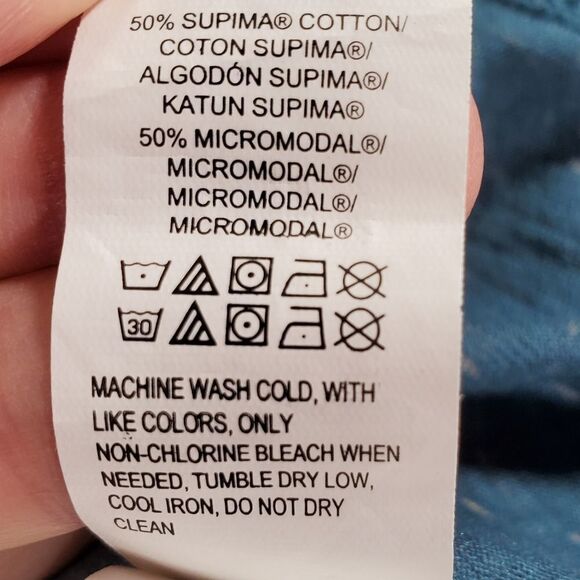 50% SUPIMA® COTTON/
COTON SUPIMA®/
ALGODÓN SUPIMA®/
KATUN SUPIMA®
50% MICROMODAL®/
MICROMODAL®/
MICROMODAL®/
MICROMODAL®
30
MACHINE WASH COLD, WITH
LIKE COLORS, ONLY
NON-CHLORINE BLEACH WHEN
NEEDED, TUMBLE DRY LOW,
COOL IRON, DO NOT DRY
CLEAN